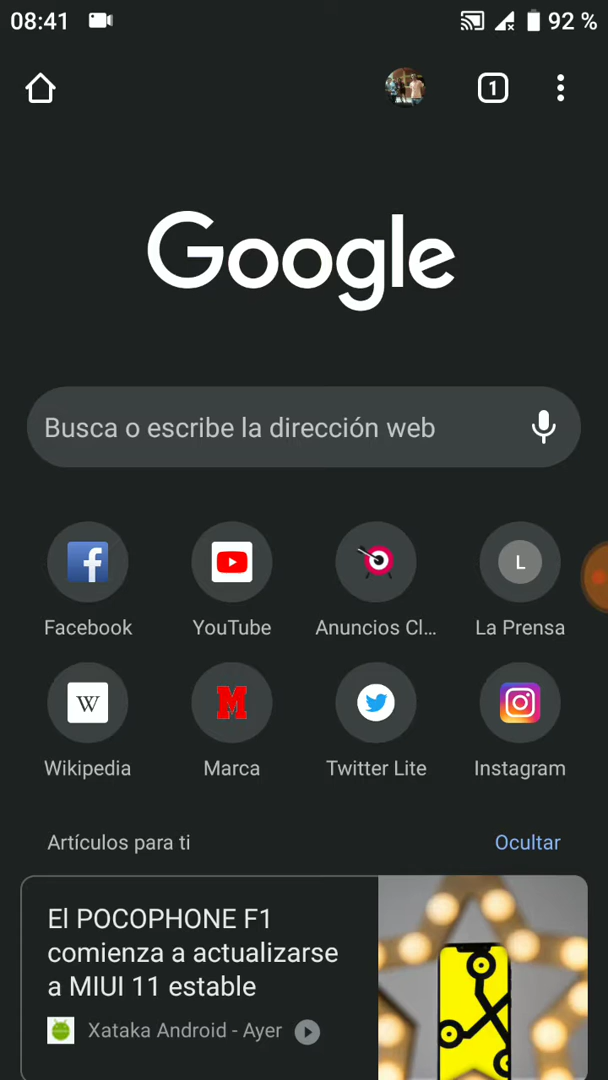 08:41 92 %
1
Google
Busca o escribe la dirección web
L
Facebook YouTube Anuncios Cl... La Prensa
W M
Wikipedia Marca Twitter Lite Instagram
Artículos para ti Ocultar
El POCOPHONE F1
comienza a actualizarse
a MIUI 11 estable
Xataka Android - Ayer